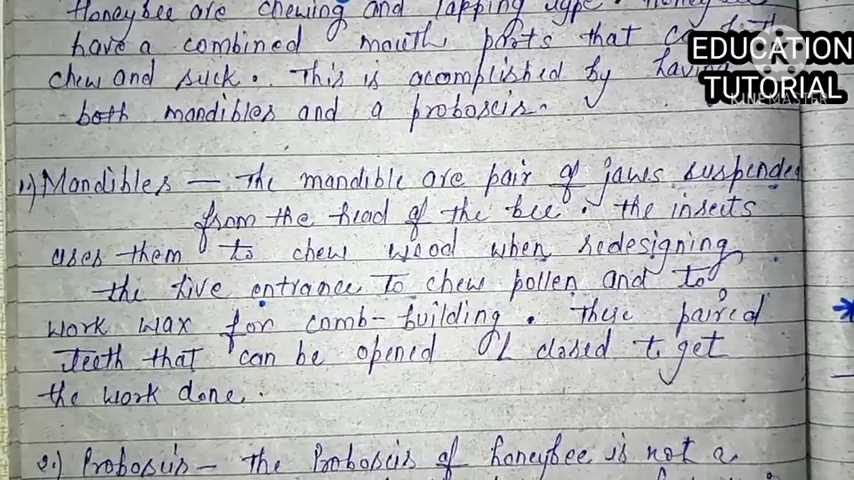 Honeybee are chewing and lapping type. Honeybee
have a combined mouth parts that can both
EDUCATION
chew and suck. This is acomplished by having
TUTORIAL
KINEMASTER
both mandibles and a proboscis.
1) Mandibles — The mandible are pair of jaws suspended
from the head of the bee. the insects
uses them to chew wood when redesigning
the hive entrance To chew pollen and to
work wax for comb-building. These paired
teeth that can be opened & closed to get
the work done.
2.) Proboscis — the Proboscis of honeybee is not a